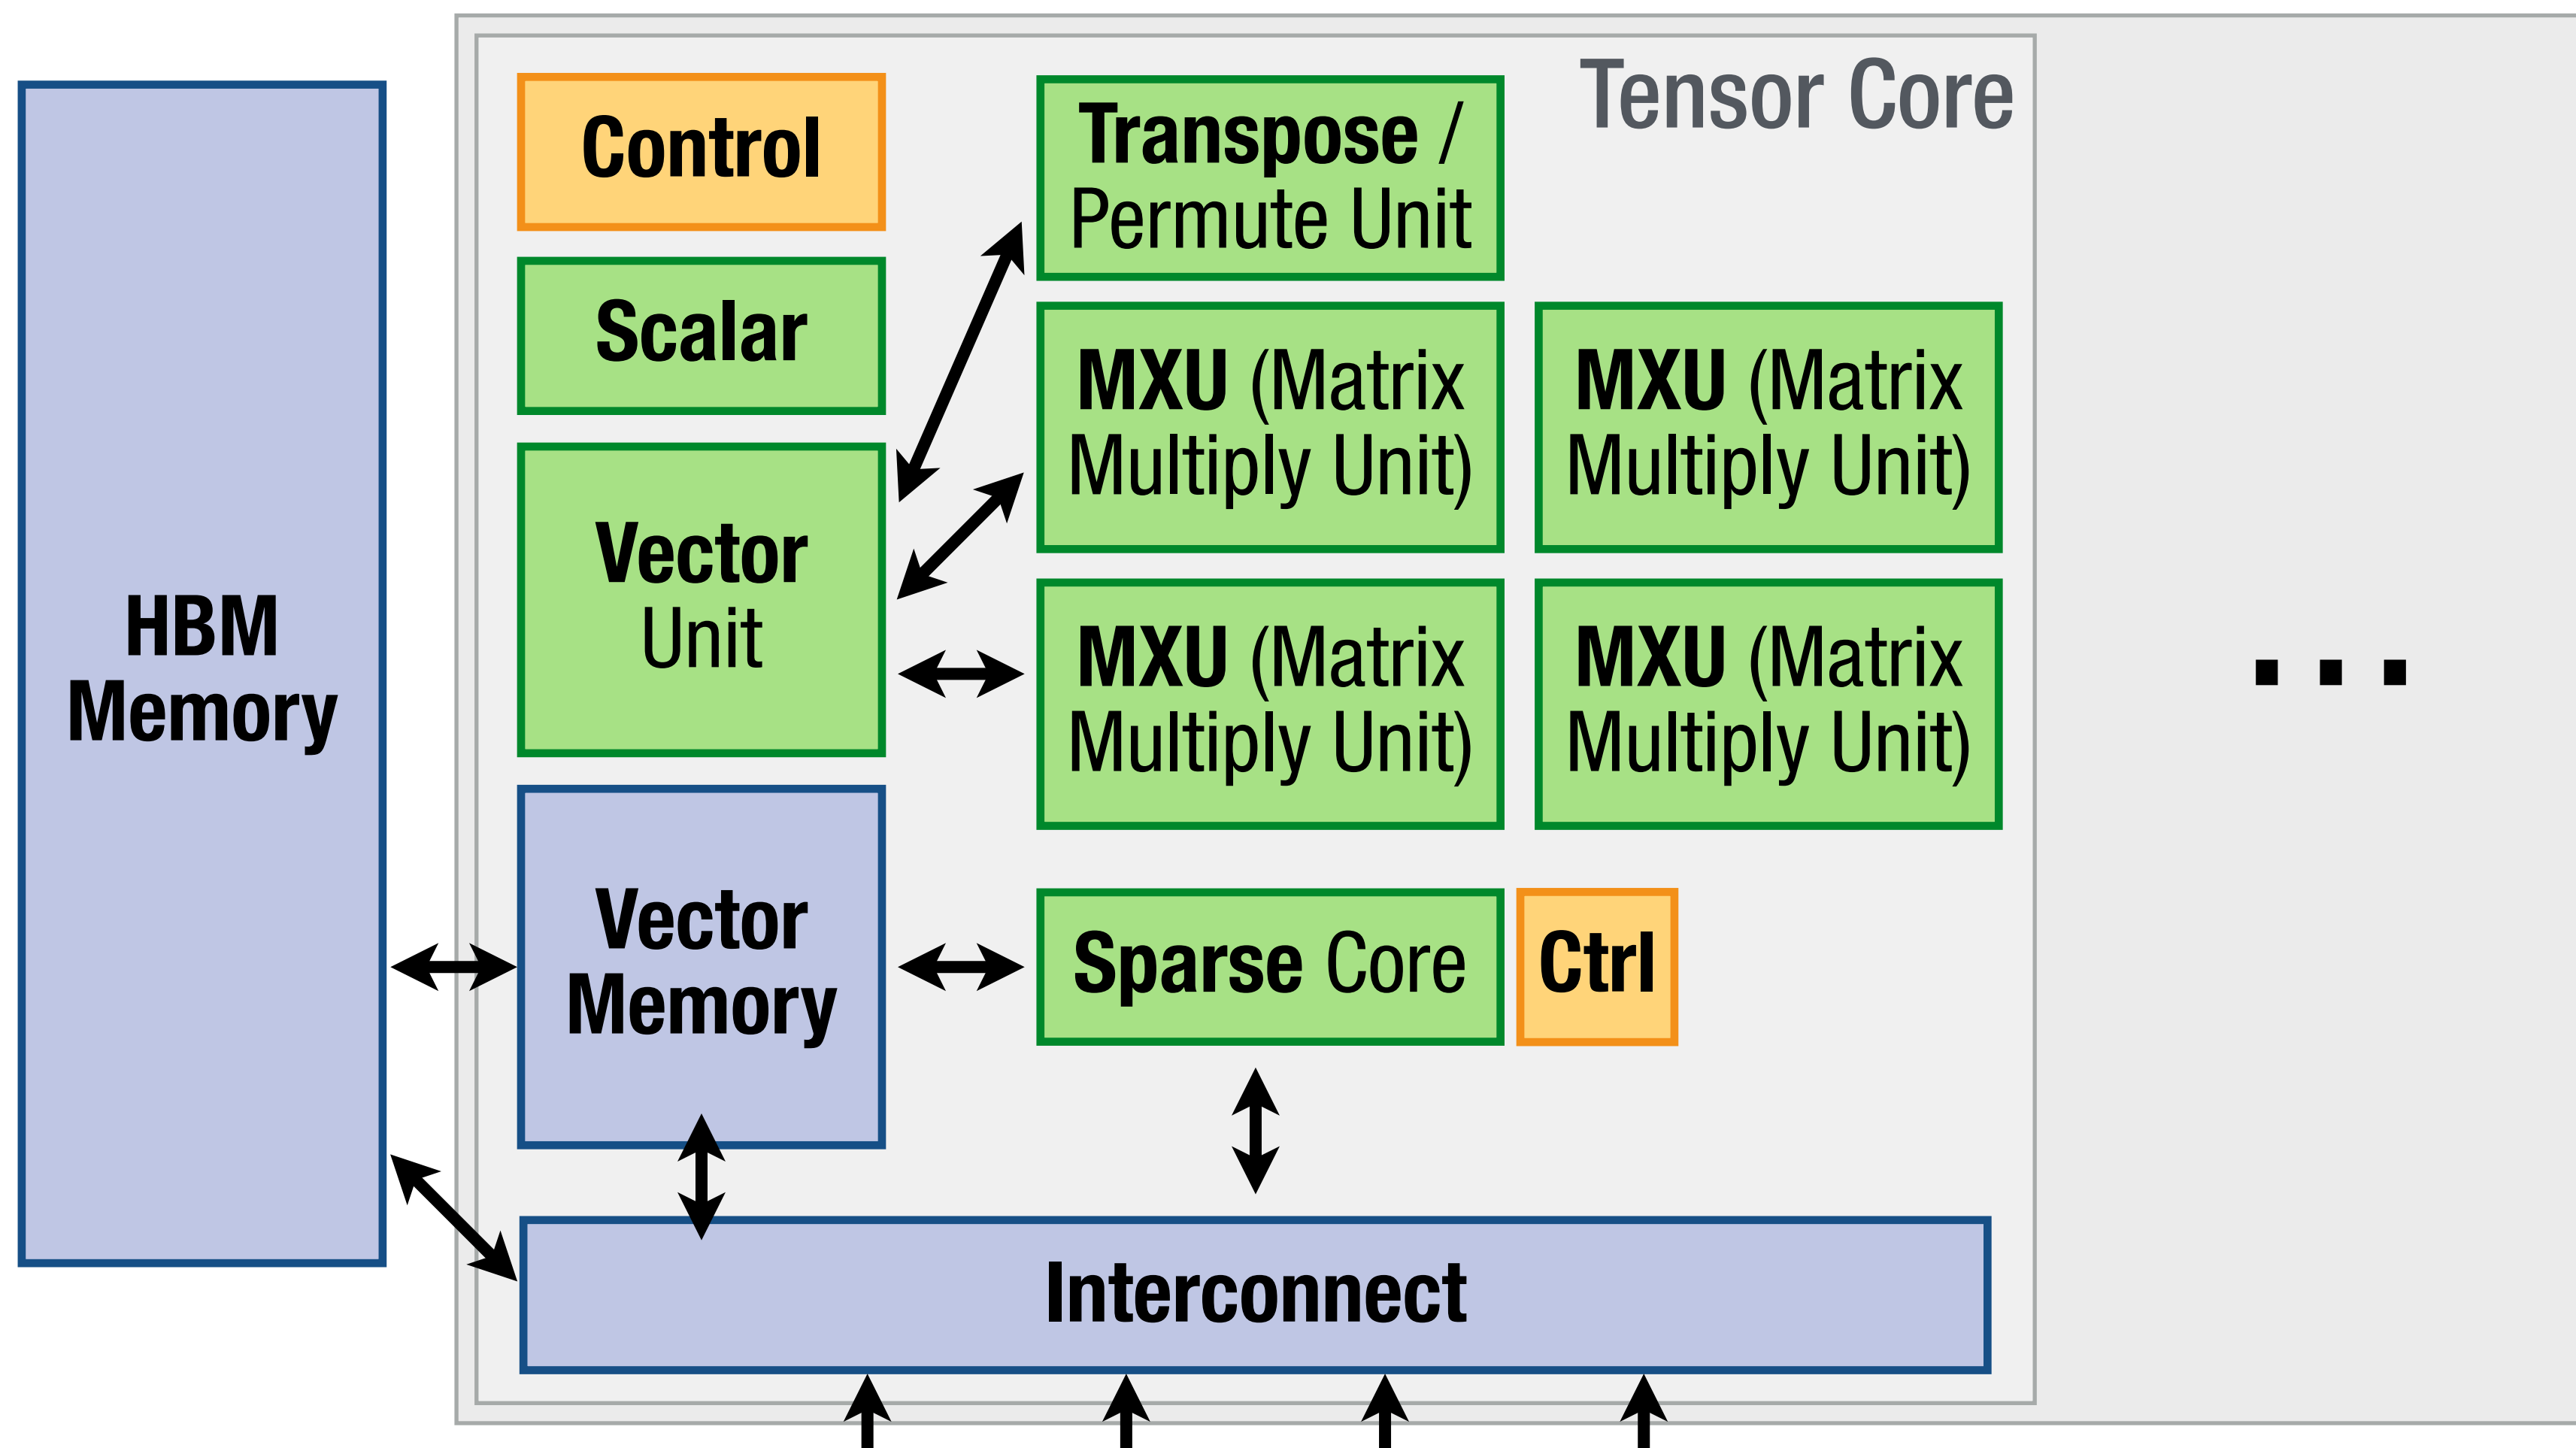 Tensor Core
HBM
Memory
Control
Scalar
Vector
Unit
Vector
Memory
Transpose /
Permute Unit
MXU (Matrix
Multiply Unit)
MXU (Matrix
Multiply Unit)
MXU (Matrix
Multiply Unit)
MXU (Matrix
Multiply Unit)
Sparse Core
Ctrl
Interconnect
...